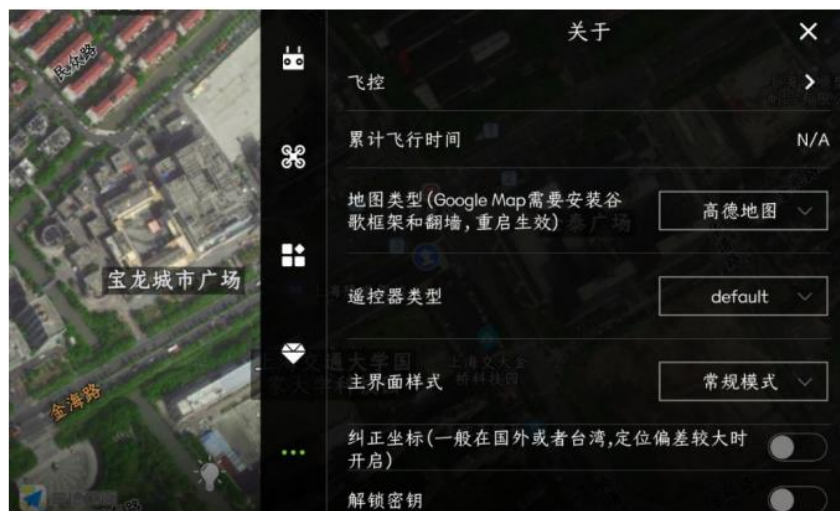 民众路
宝龙城市广场
金海路
关于
飞控
累计飞行时间
N/A
地图类型(Google Map需要安装谷
歌框架和翻墙,重启生效)
高德地图
遥控器类型
default
主界面样式
常规模式
纠正坐标(一般在国外或者台湾,定位偏差较大时
开启)
解锁密钥